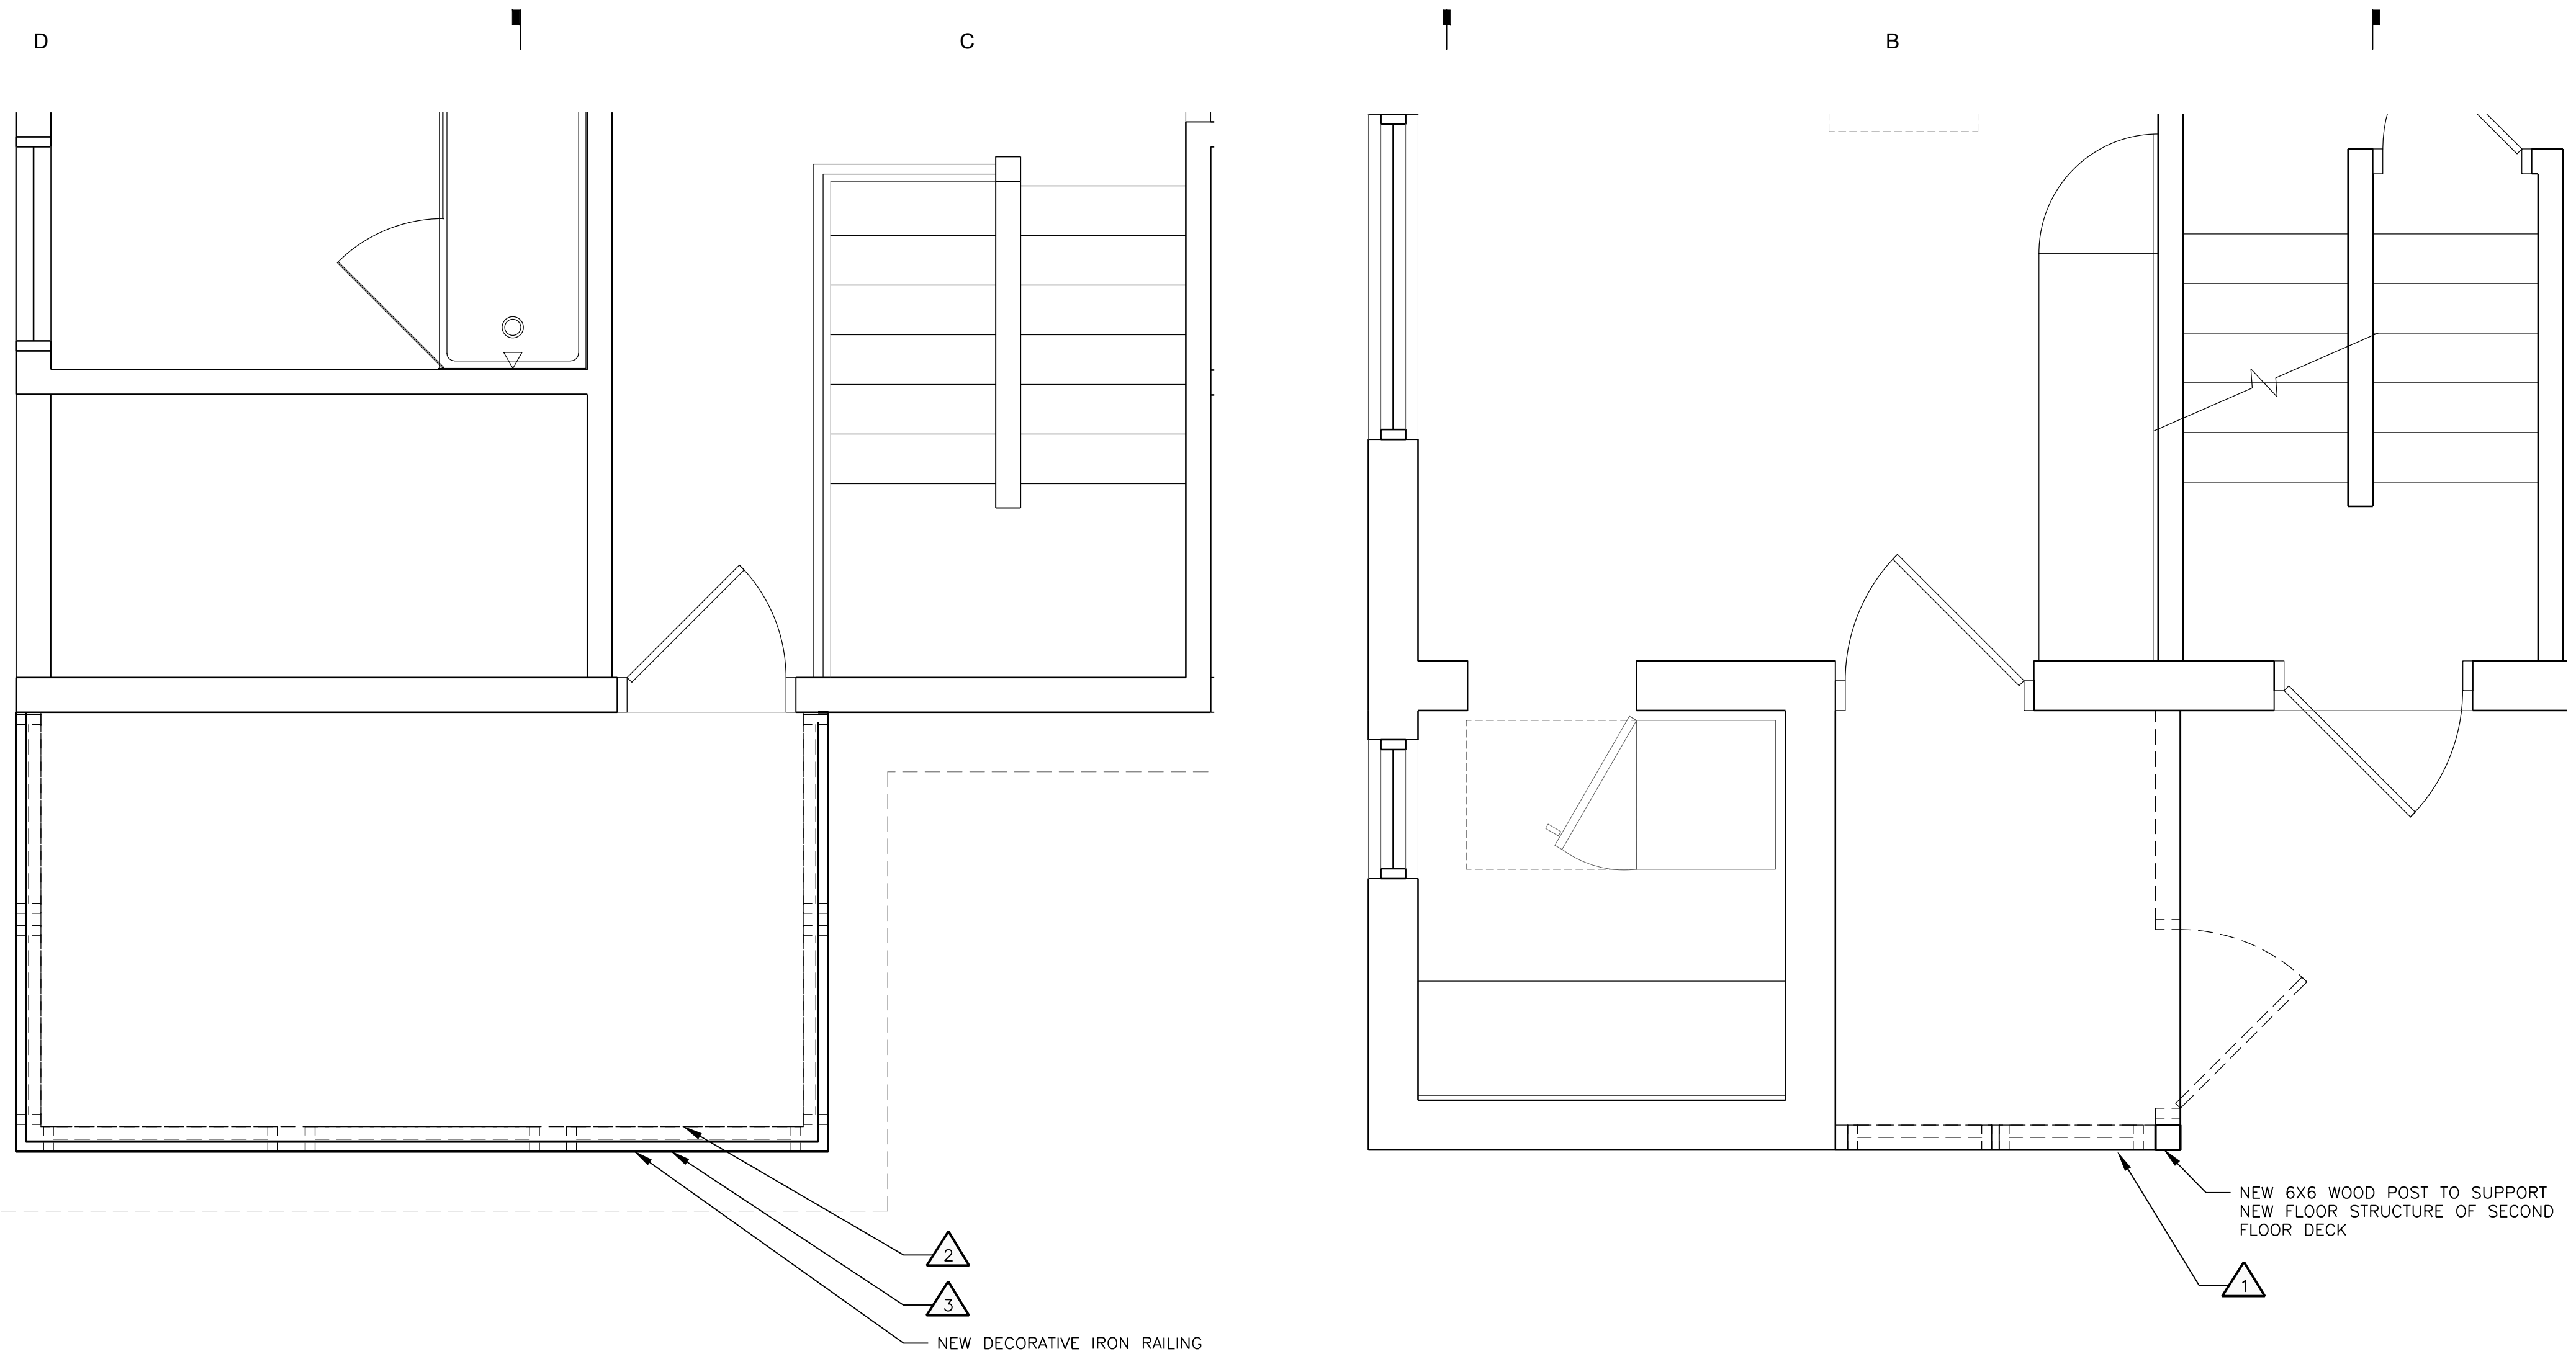 D
C
B
NEW 6X6 WOOD POST TO SUPPORT
NEW FLOOR STRUCTURE OF SECOND
FLOOR DECK
2
1
3
NEW DECORATIVE IRON RAILING